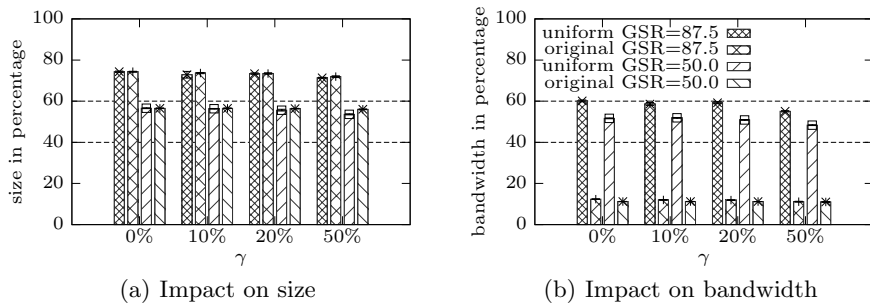 100
80
60
40
20
0
size in percentage
0% 10% 20% 50%
γ
(a) Impact on size
100
80
60
40
20
0
bandwidth in percentage
uniform GSR=87.5
original GSR=87.5
uniform GSR=50.0
original GSR=50.0
0% 10% 20% 50%
γ
(b) Impact on bandwidth